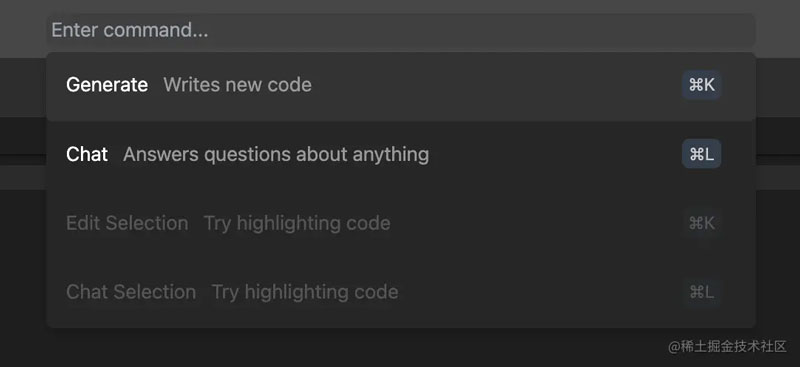 Enter command...
Generate Writes new code ⌘K
Chat Answers questions about anything ⌘L
Edit Selection Try highlighting code ⌘K
Chat Selection Try highlighting code ⌘L
@稀土掘金技术社区